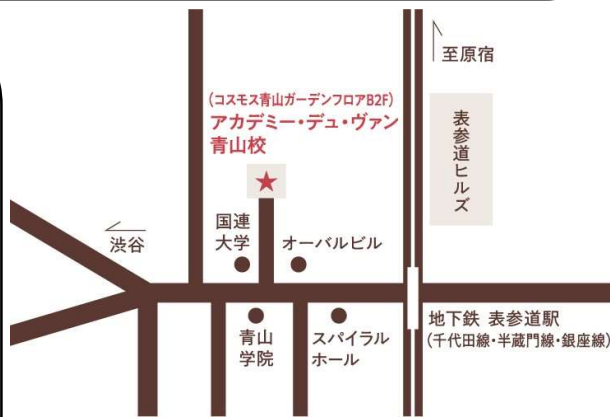 至原宿
(コスモス青山ガーデンフロアB2F)
アカデミー・デュ・ヴァン
青山校
表参道ヒルズ
国連
大学
オーバルビル
渋谷
青山
学院
スパイラル
ホール
地下鉄 表参道駅
(千代田線・半蔵門線・銀座線)